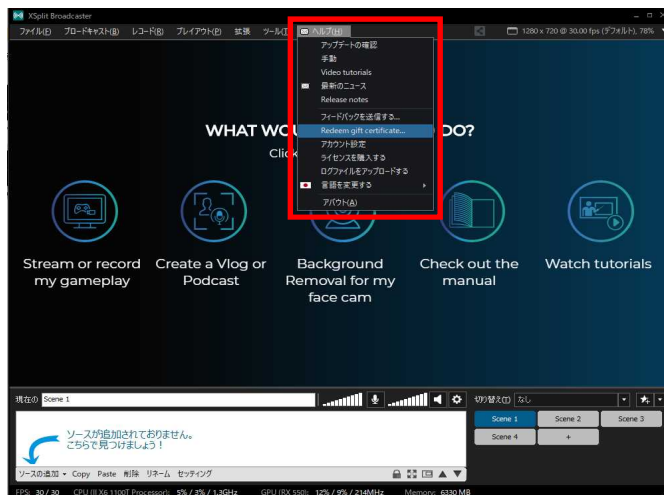 XSplit Broadcaster
ファイル(F) ブロードキャスト(B) レコード(R) プレイアウト(P) 拡張 ツール(T) ヘルプ(H) 1280 x 720 @ 30.00 fps (デフォルト), 78%
アップデートの確認
手動
Video tutorials
最新のニュース
Release notes
フィードバックを送信する...
Redeem gift certificate...
アカウント設定
ライセンスを購入する
ログファイルをアップロードする
言語を変更する
アバウト(A)
WHAT WO DO?
Click
Stream or record
my gameplay
Create a Vlog or
Podcast
Background
Removal for my
face cam
Check out the
manual
Watch tutorials
現在の Scene 1 切り替え(T) なし
ソースが追加されておりません。
こちらで見つけましょう!
Scene 1 Scene 2 Scene 3
Scene 4 +
ソースの追加 Copy Paste 削除 リネーム セッティング
FPS: 30 / 30 CPU (II X6 1100T Processor): 5% / 3% / 1.3GHz GPU (RX 550): 12% / 9% / 214MHz Memory: 6330 MB